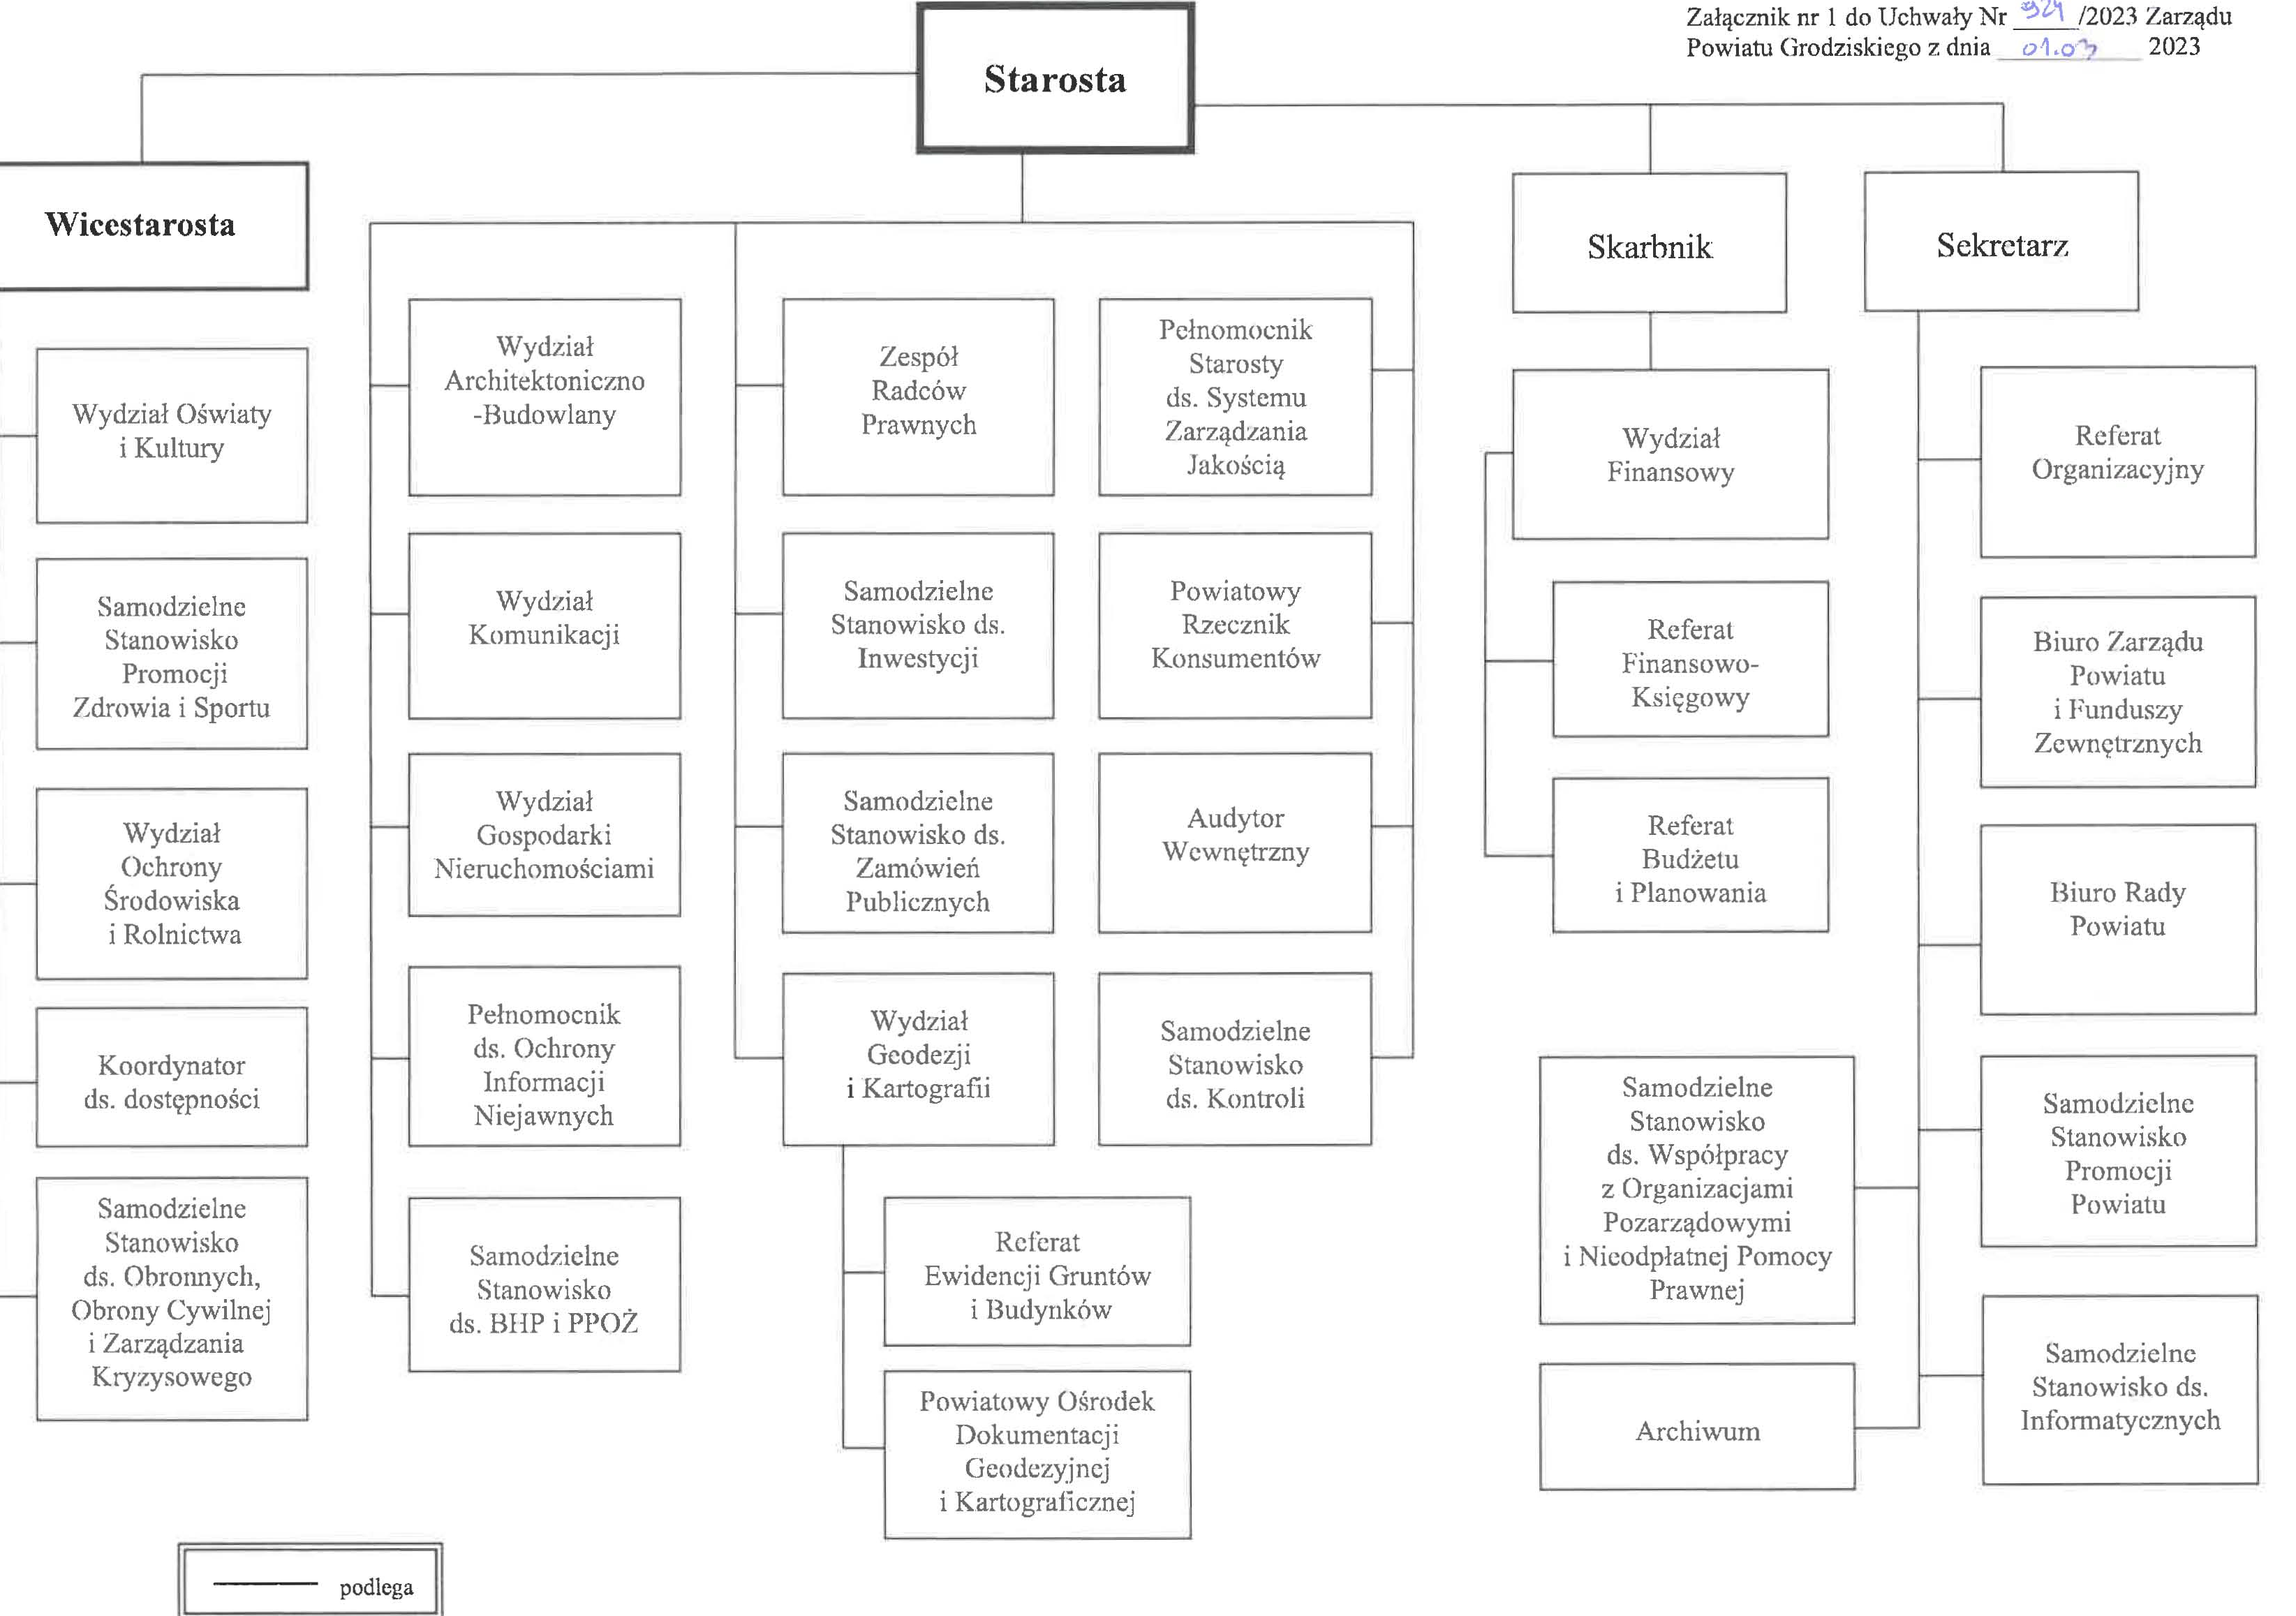 Załącznik nr 1 do Uchwały Nr 924 /2023 Zarządu
Powiatu Grodziskiego z dnia 01.03 2023
Starosta
Wicestarosta
Skarbnik
Sekretarz
Wydział Oświaty
i Kultury
Samodzielne
Stanowisko
Promocji
Zdrowia i Sportu
Wydział
Ochrony
Środowiska
i Rolnictwa
Koordynator
ds. dostępności
Samodzielne
Stanowisko
ds. Obronnych,
Obrony Cywilnej
i Zarządzania
Kryzysowego
Wydział
Architektoniczno
-Budowlany
Wydział
Komunikacji
Wydział
Gospodarki
Nieruchomościami
Pełnomocnik
ds. Ochrony
Informacji
Niejawnych
Samodzielne
Stanowisko
ds. BHP i PPOŻ
Zespół
Radców
Prawnych
Samodzielne
Stanowisko ds.
Inwestycji
Samodzielne
Stanowisko ds.
Zamówień
Publicznych
Wydział
Geodezji
i Kartografii
Referat
Ewidencji Gruntów
i Budynków
Powiatowy Ośrodek
Dokumentacji
Geodezyjnej
i Kartograficznej
Pełnomocnik
Starosty
ds. Systemu
Zarządzania
Jakością
Powiatowy
Rzecznik
Konsumentów
Audytor
Wewnętrzny
Samodzielne
Stanowisko
ds. Kontroli
Wydział
Finansowy
Referat
Finansowo-
Księgowy
Referat
Budżetu
i Planowania
Samodzielne
Stanowisko
ds. Współpracy
z Organizacjami
Pozarządowymi
i Nieodpłatnej Pomocy
Prawnej
Archiwum
Referat
Organizacyjny
Biuro Zarządu
Powiatu
i Funduszy
Zewnętrznych
Biuro Rady
Powiatu
Samodzielne
Stanowisko
Promocji
Powiatu
Samodzielne
Stanowisko ds.
Informatycznych
podlega